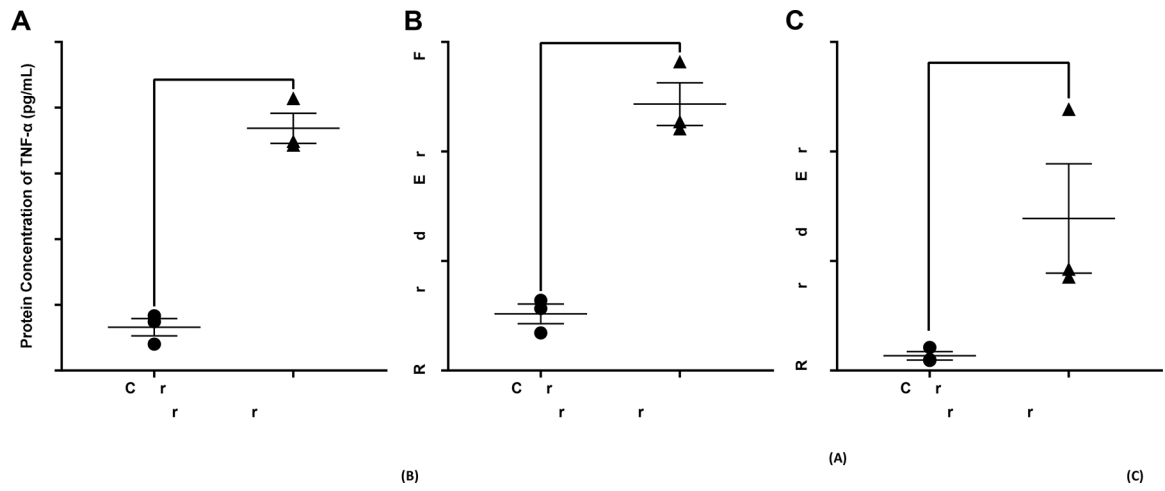 A
B
C
Protein Concentration of TNF-α (pg/mL)
R r d E r F
R r d E r
C r
r r
C r
r r
C r
r r
(A)
(B)
(C)